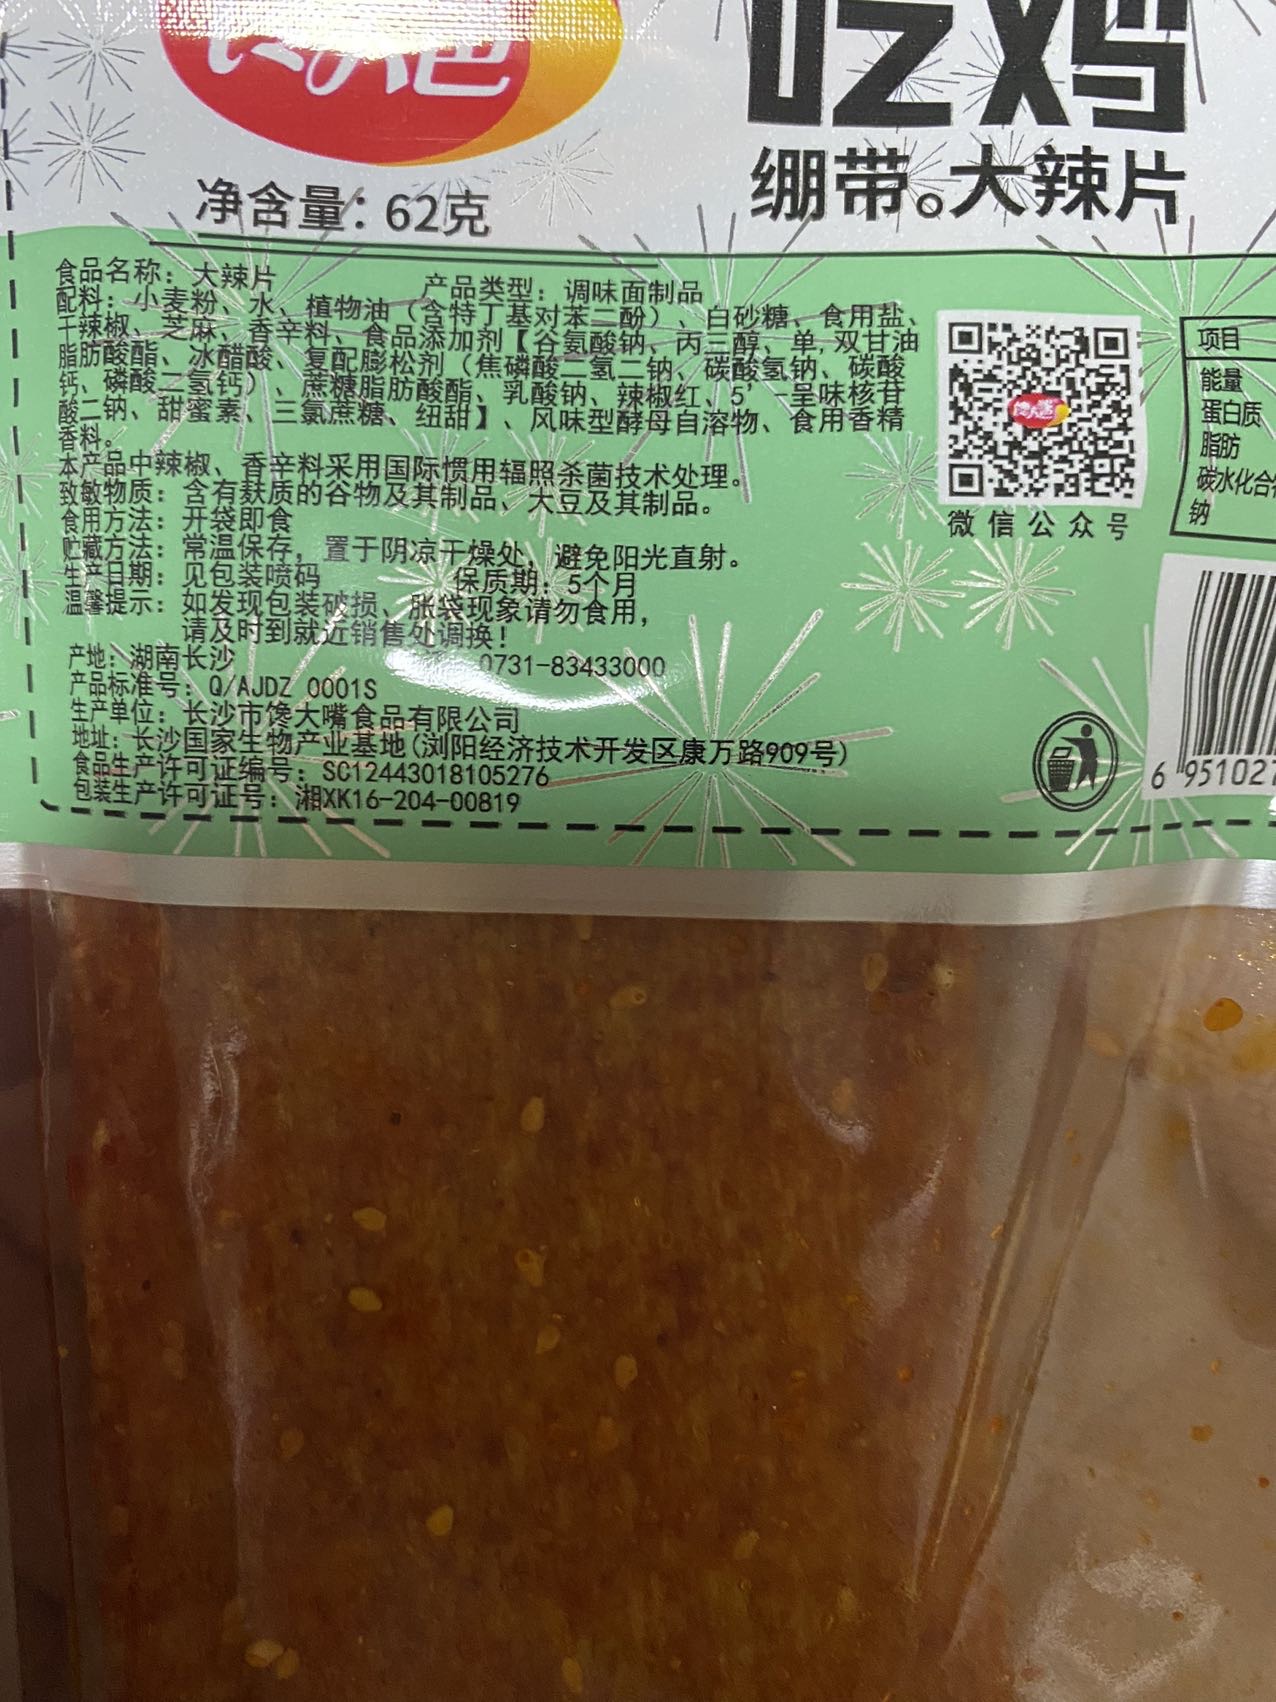 馋大嘴
吃鸡
绷带。大辣片
净含量：62克
食品名称：大辣片 产品类型：调味面制品
配料：小麦粉、水、植物油（含特丁基对苯二酚）、白砂糖、食用盐、
干辣椒、芝麻、香辛料、食品添加剂【谷氨酸钠、丙三醇、单,双甘油
脂肪酸酯、冰醋酸、复配膨松剂（焦磷酸二氢二钠、碳酸氢钠、碳酸
钙、磷酸二氢钙）、蔗糖脂肪酸酯、乳酸钠、辣椒红、5’-呈味核苷
酸二钠、甜蜜素、三氯蔗糖、纽甜】、风味型酵母自溶物、食用香精
香料。
本产品中辣椒、香辛料采用国际惯用辐照杀菌技术处理。
致敏物质：含有麸质的谷物及其制品、大豆及其制品。
食用方法：开袋即食
贮藏方法：常温保存，置于阴凉干燥处，避免阳光直射。
生产日期：见包装喷码 保质期：5个月
温馨提示：如发现包装破损、胀袋现象请勿食用，
请及时到就近销售处调换！
产地：湖南长沙 0731-83433000
产品标准号：Q/AJDZ 0001S
生产单位：长沙市馋大嘴食品有限公司
地址：长沙国家生物产业基地(浏阳经济技术开发区康万路909号)
食品生产许可证编号：SC12443018105276
包装生产许可证号：湘XK16-204-00819
微信公众号
项目
能量
蛋白质
脂肪
碳水化合
钠
6 951027